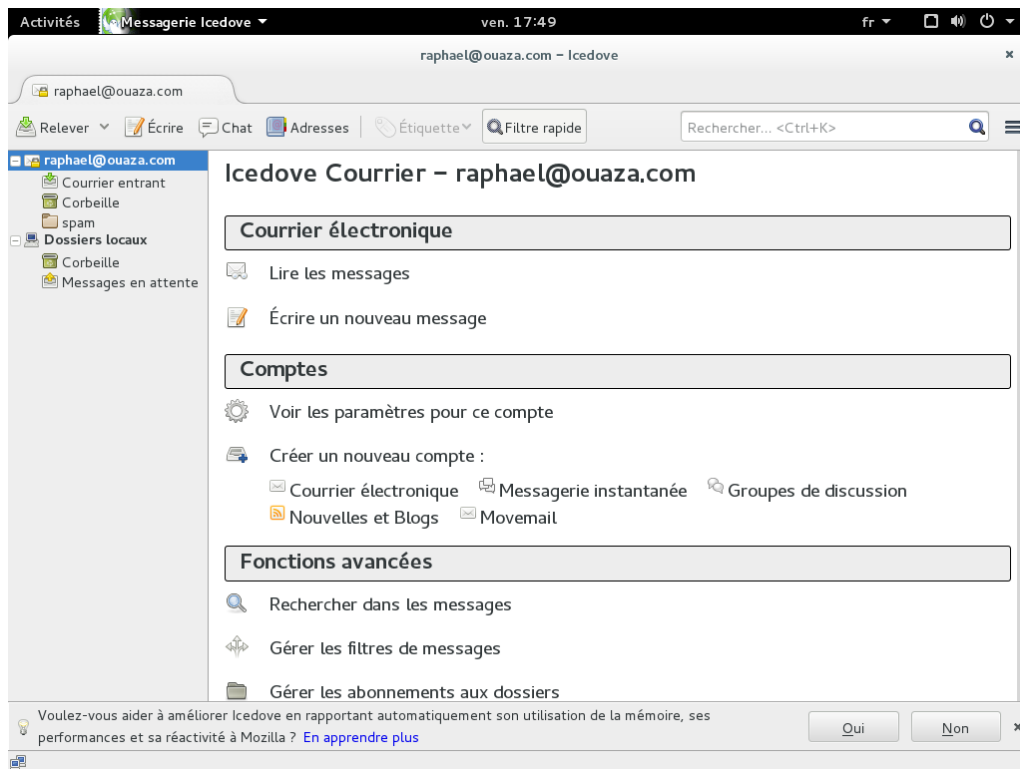 Activités Messagerie Icedove ven. 17:49 fr
raphael@ouaza.com – Icedove
raphael@ouaza.com
Relever Écrire Chat Adresses Étiquette Filtre rapide Rechercher... <Ctrl+K>
raphael@ouaza.com
Courrier entrant
Corbeille
spam
Dossiers locaux
Corbeille
Messages en attente
Icedove Courrier – raphael@ouaza.com
Courrier électronique
Lire les messages
Écrire un nouveau message
Comptes
Voir les paramètres pour ce compte
Créer un nouveau compte :
Courrier électronique Messagerie instantanée Groupes de discussion
Nouvelles et Blogs Movemail
Fonctions avancées
Rechercher dans les messages
Gérer les filtres de messages
Gérer les abonnements aux dossiers
Voulez-vous aider à améliorer Icedove en rapportant automatiquement son utilisation de la mémoire, ses
performances et sa réactivité à Mozilla ? En apprendre plus
Oui Non